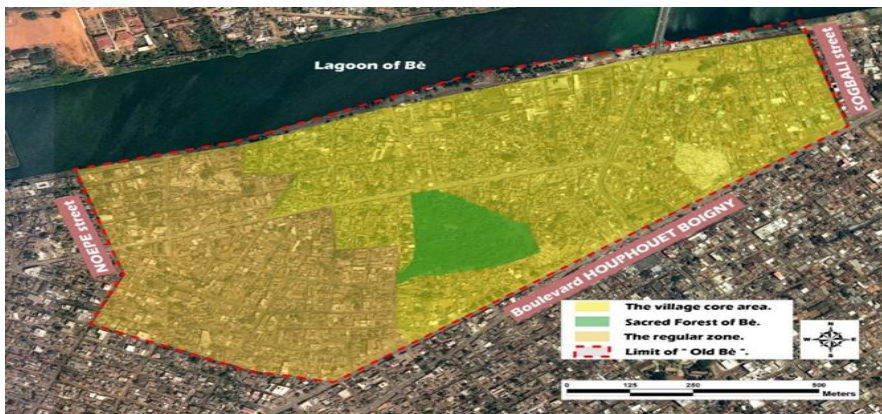 Lagoon of Bè
SOGBALI street
NOEPE street
Boulevard HOUPHOUET BOIGNY
The village core area.
Sacred Forest of Bè.
The regular zone.
Limit of " Old Bè ".
N
W E
S
0 125 250 500
Meters